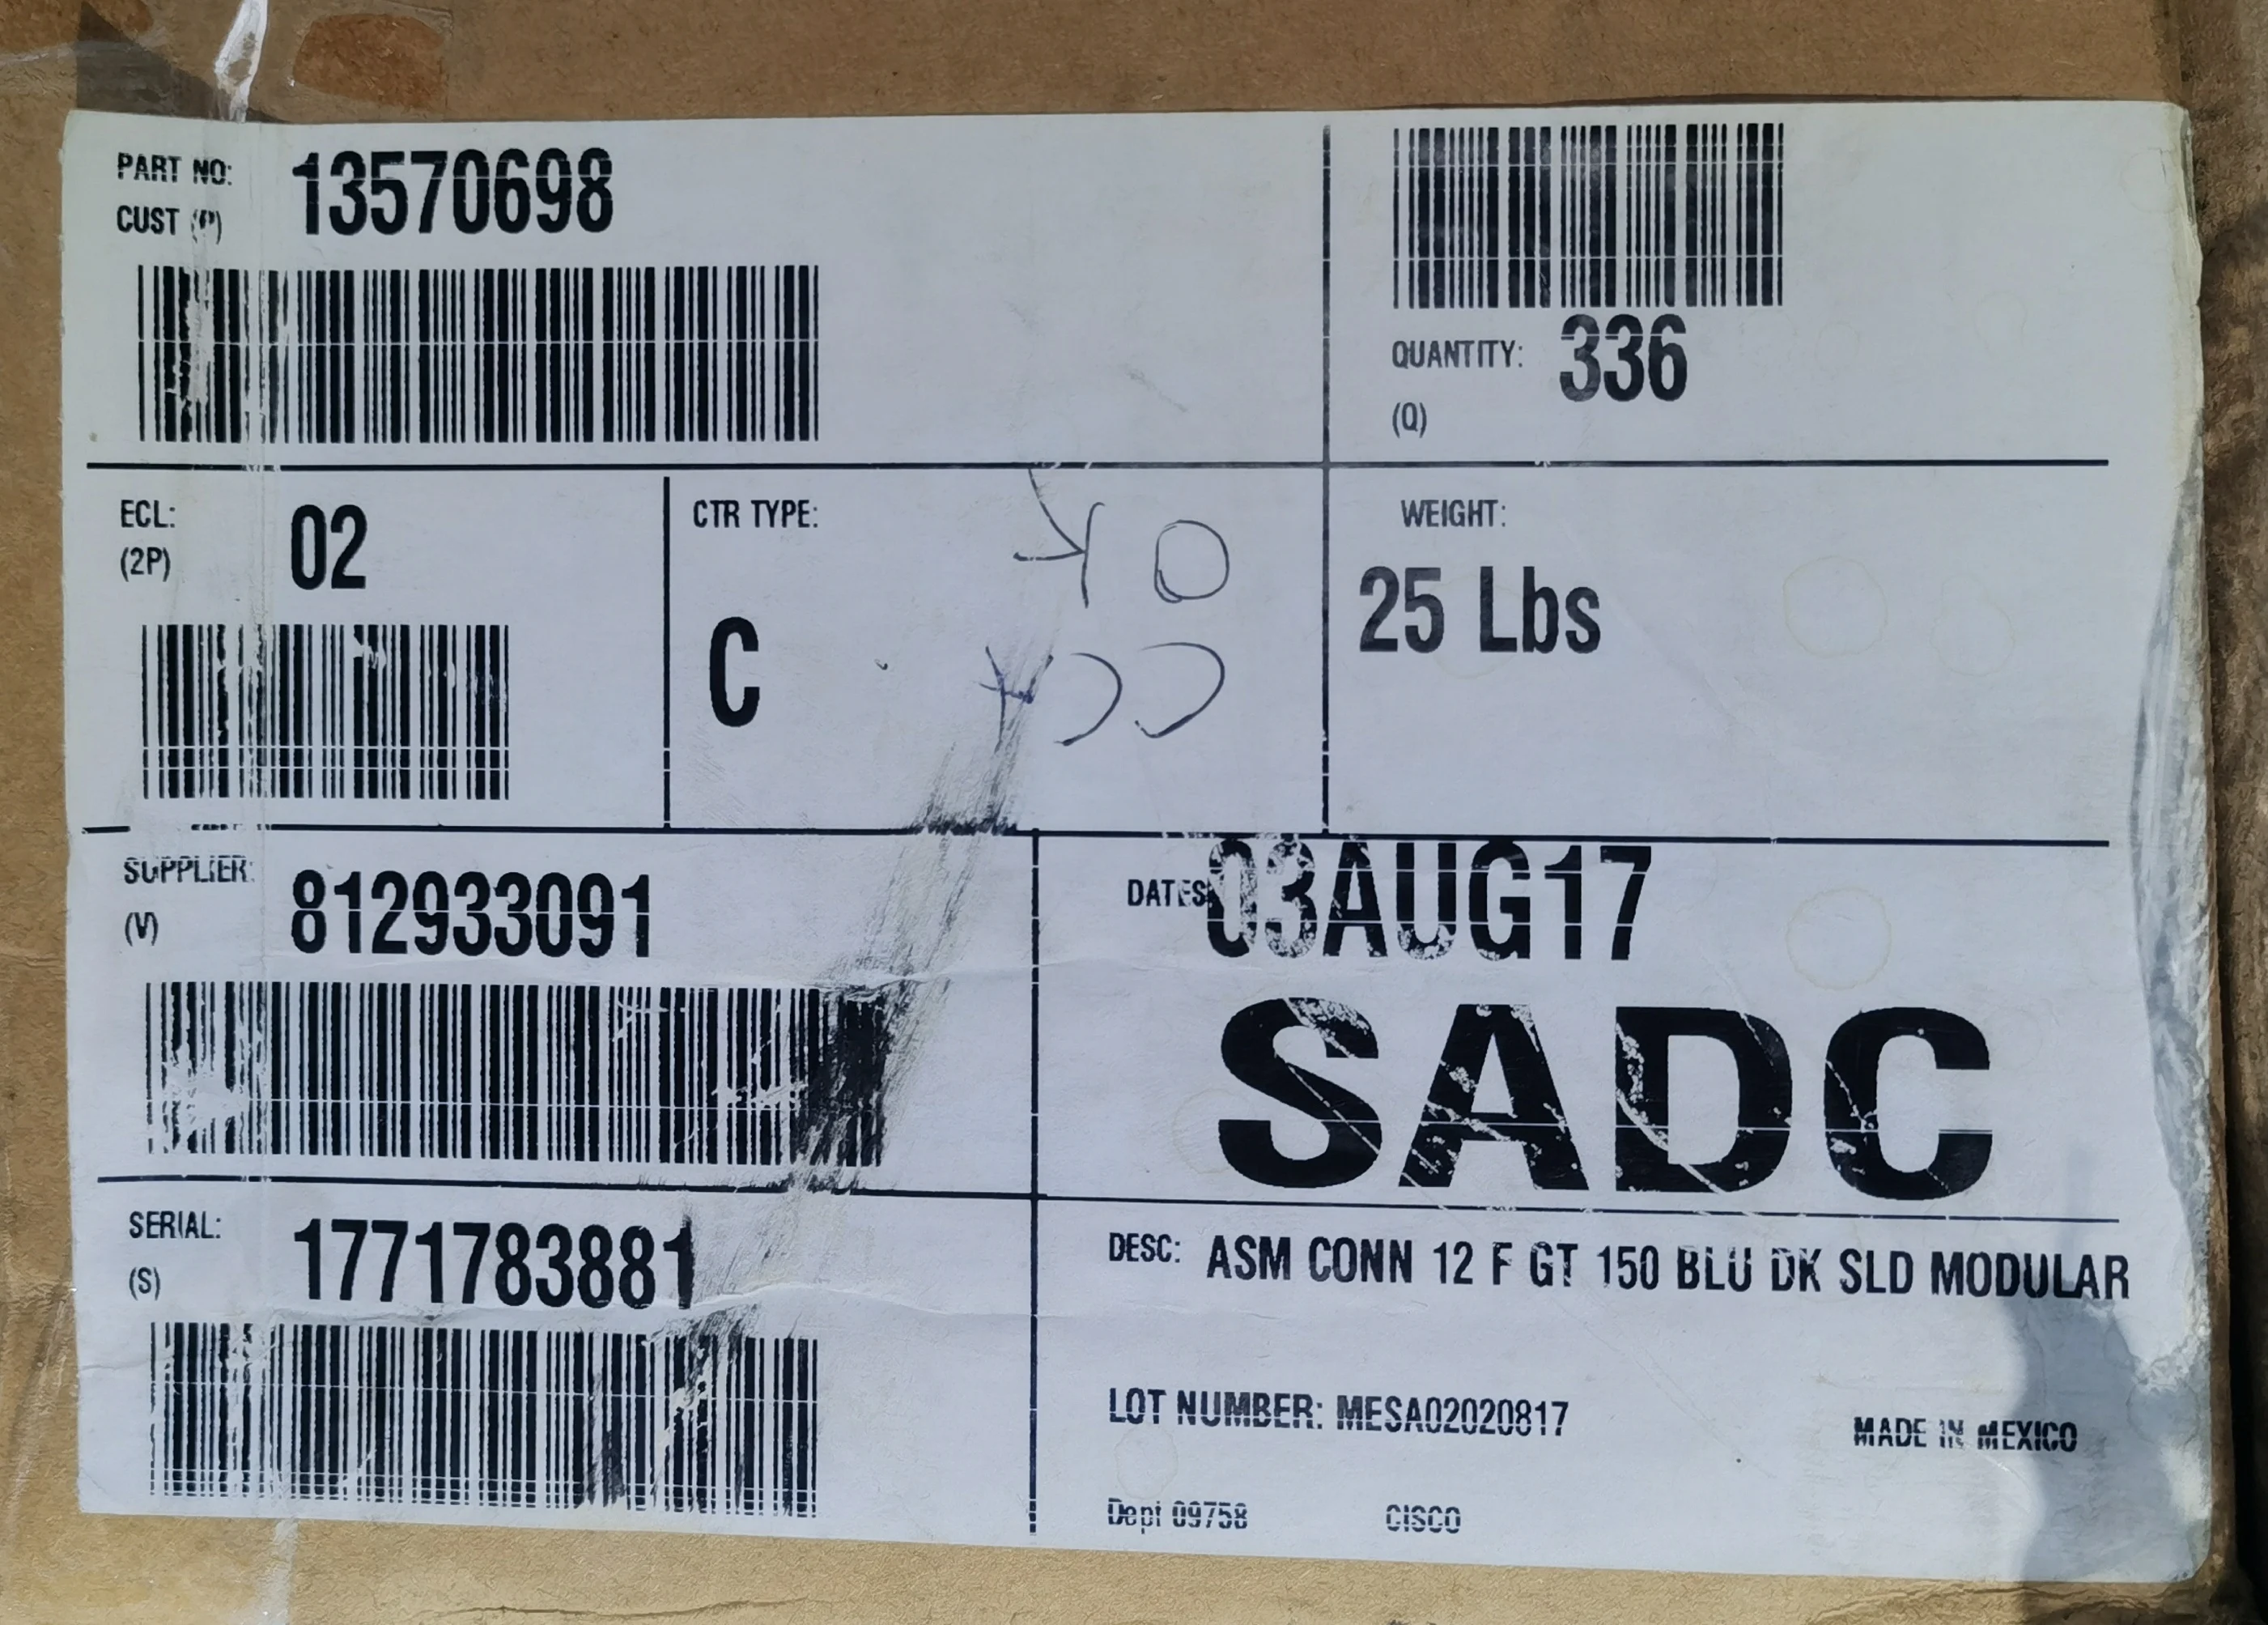 PART NO: 13570698
CUST (P)
QUANTITY: 336
(Q)
ECL: 02
(2P)
CTR TYPE:
C
WEIGHT:
25 Lbs
SUPPLIER: 812933091
(V)
DATES 03AUG17
SADC
SERIAL: 1771783881
(S)
DESC: ASM CONN 12 F GT 150 BLU DK SLD MODULAR
LOT NUMBER: MESA02020817
MADE IN MEXICO
Dept 09758 CISCO